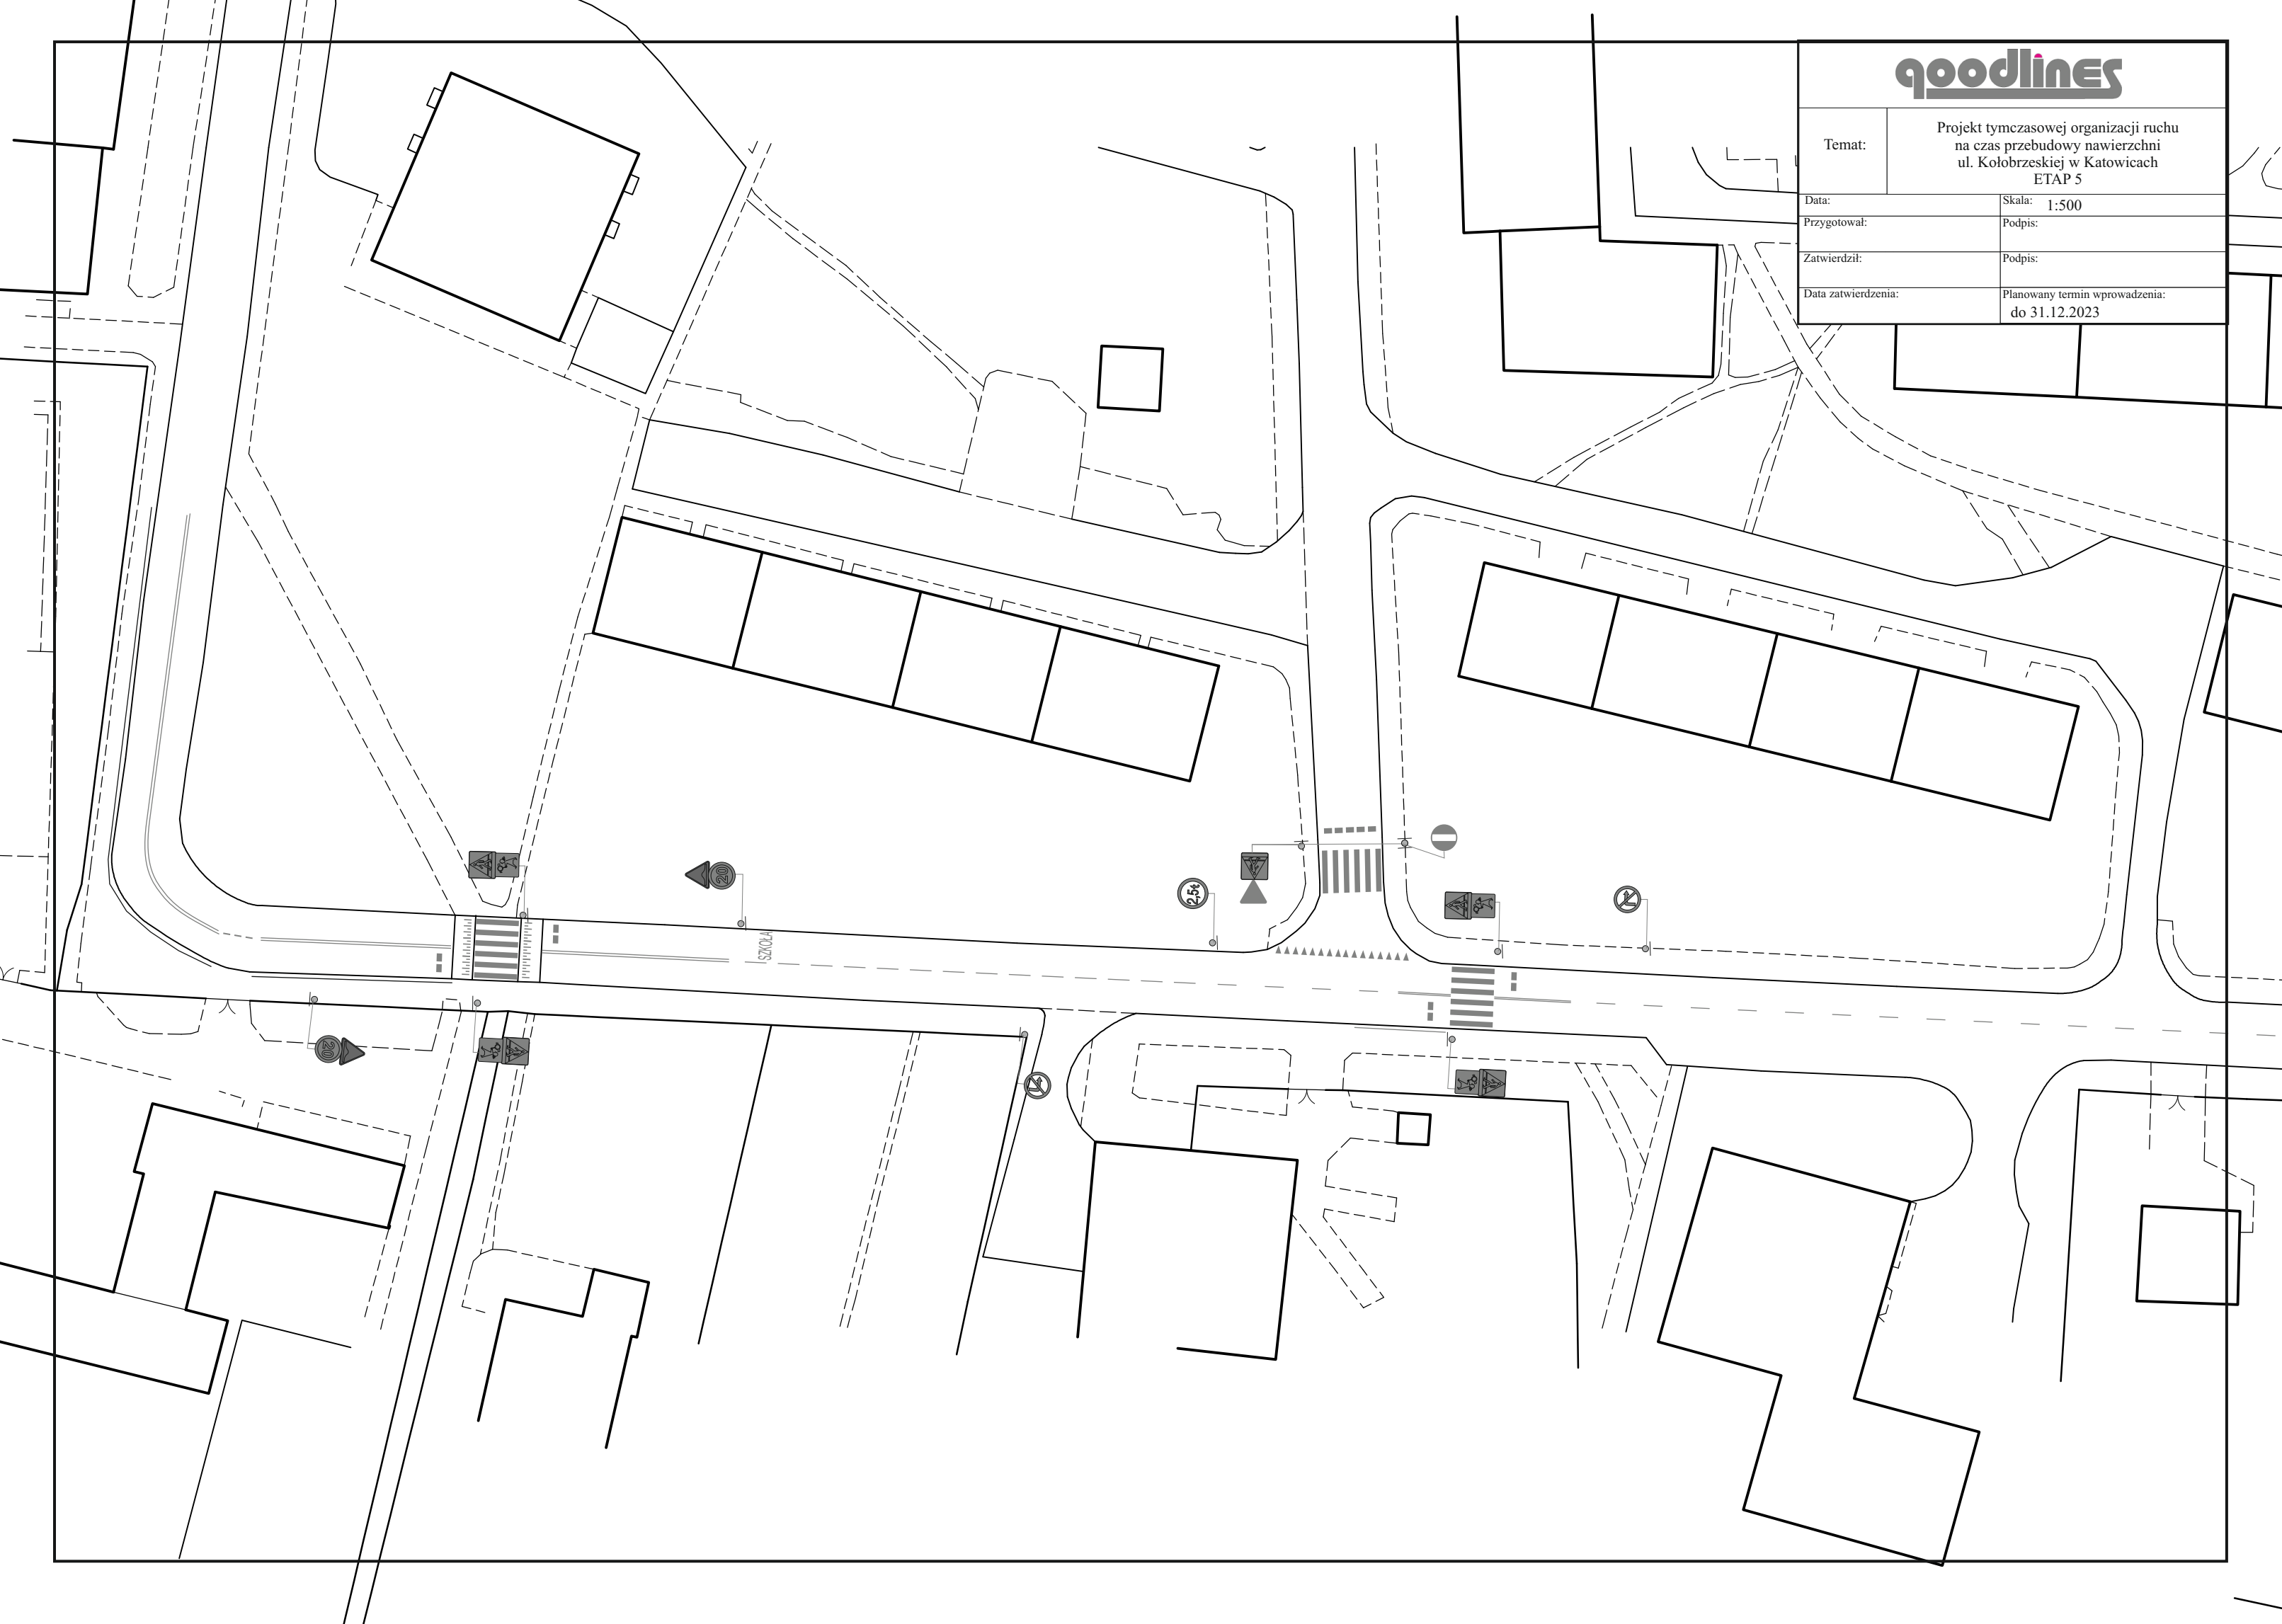 goodlines
Temat:
Projekt tymczasowej organizacji ruchu
na czas przebudowy nawierzchni
ul. Kołobrzeskiej w Katowicach
ETAP 5
Data:
Skala: 1:500
Przygotował:
Podpis:
Zatwierdził:
Podpis:
Data zatwierdzenia:
Planowany termin wprowadzenia:
do 31.12.2023
20
SZKOŁA
2,5t
20